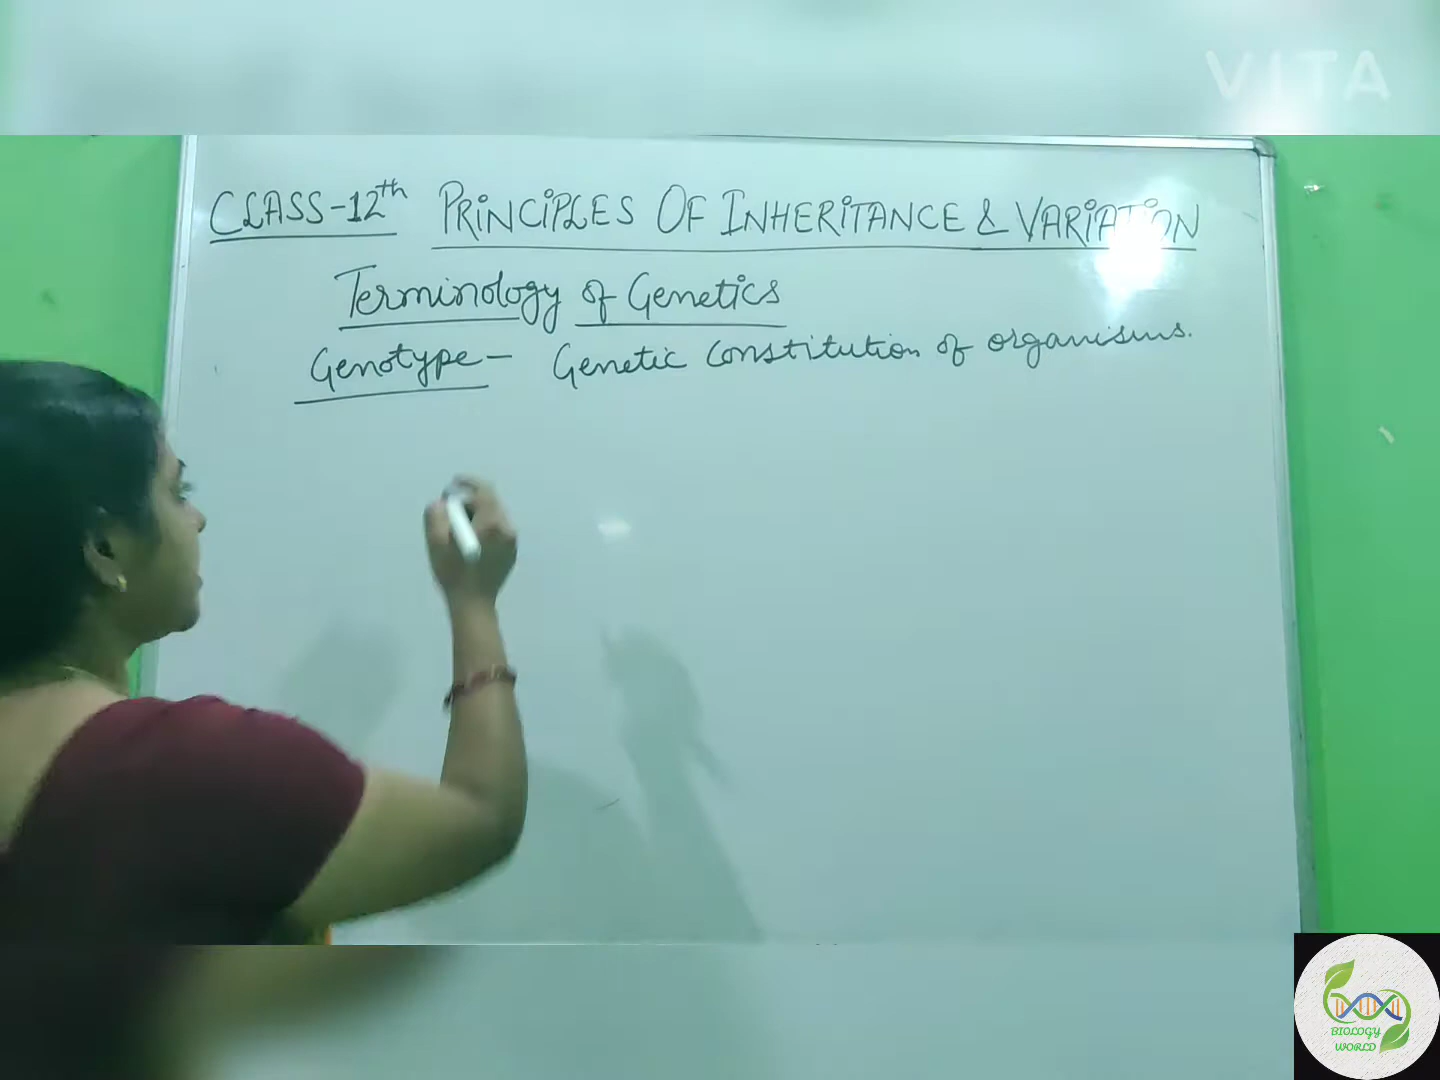 VITA
CLASS-12th PRINCIPLES OF INHERITANCE & VARIATION
Terminology of Genetics
Genotype – Genetic Constitution of organisms.
BIOLOGY
WORLD